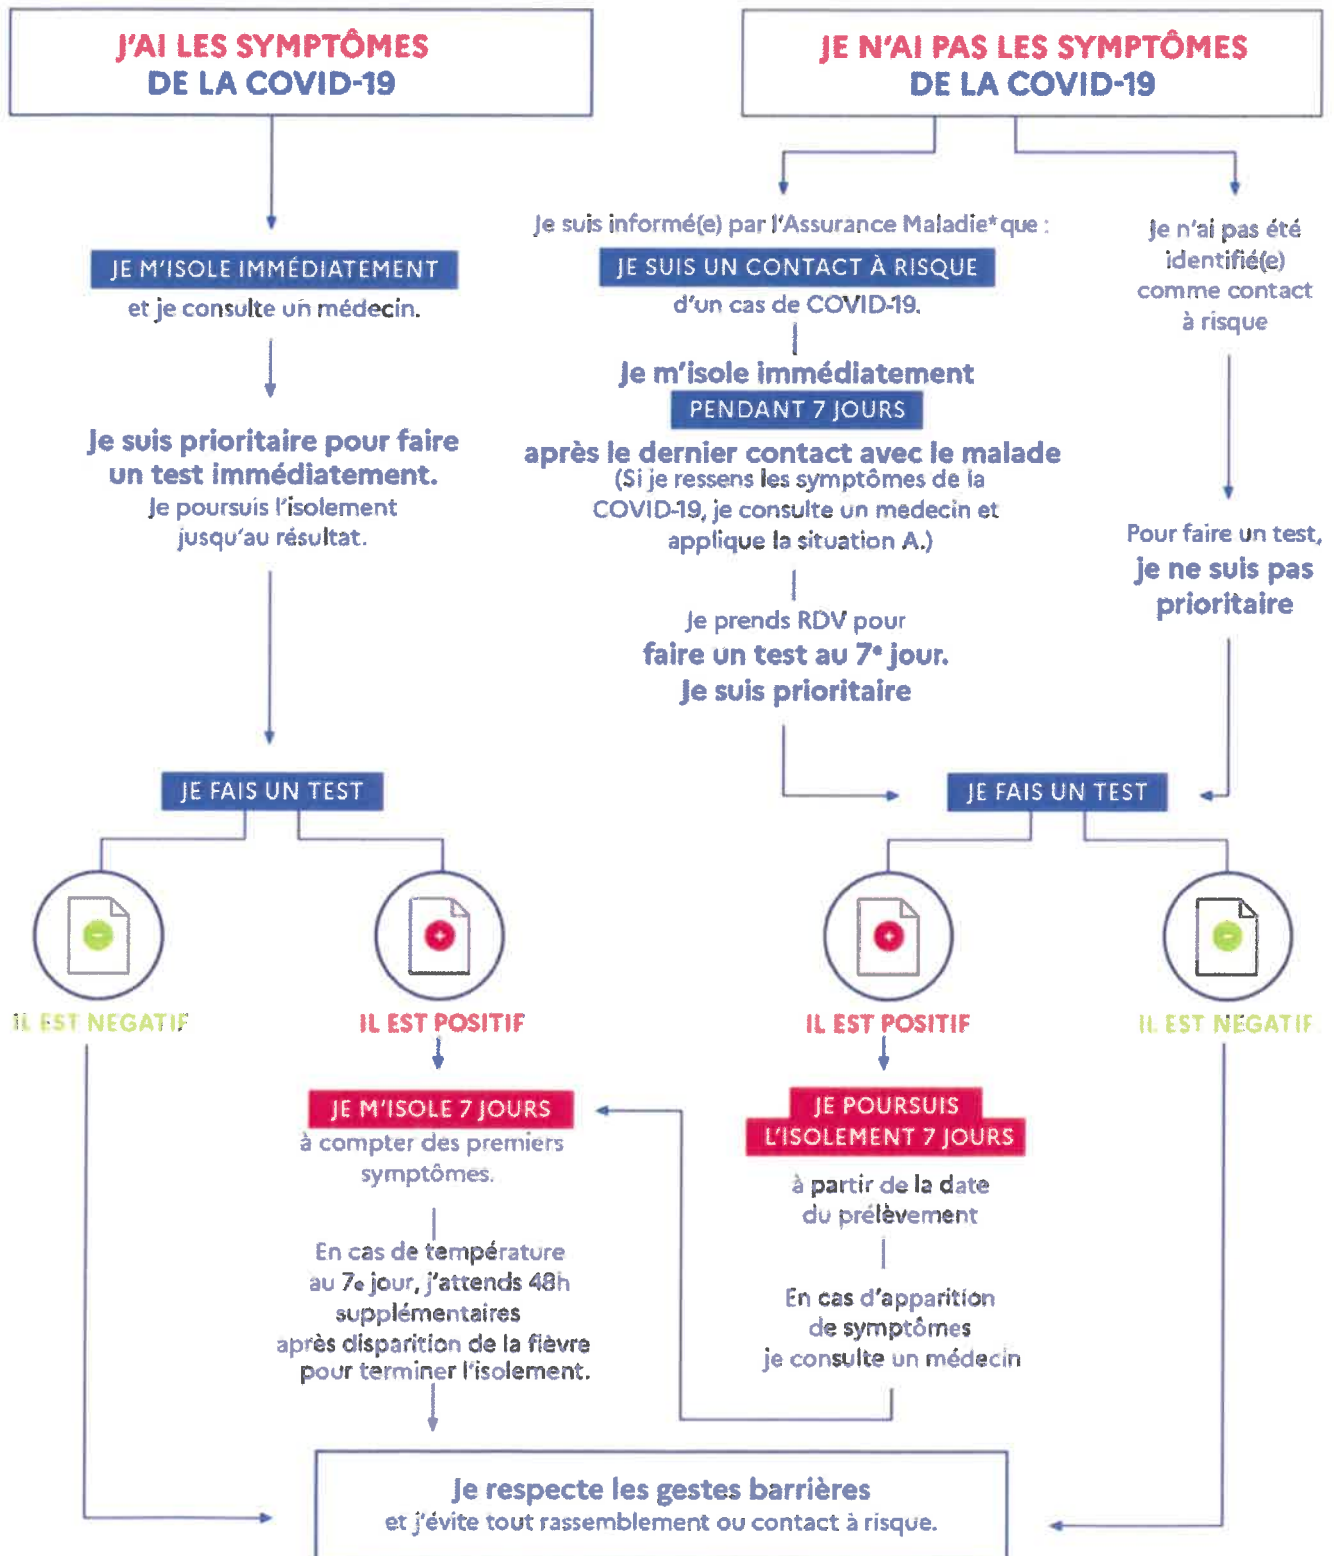 J'AI LES SYMPTÔMES
DE LA COVID-19
JE M'ISOLE IMMÉDIATEMENT
et je consulte un médecin.
Je suis prioritaire pour faire
un test immédiatement.
Je poursuis l'isolement
jusqu'au résultat.
JE FAIS UN TEST
IL EST NEGATIF
IL EST POSITIF
JE M'ISOLE 7 JOURS
à compter des premiers
symptômes.
En cas de température
au 7e jour, j'attends 48h
supplémentaires
après disparition de la fièvre
pour terminer l'isolement.
JE N'AI PAS LES SYMPTÔMES
DE LA COVID-19
Je suis informé(e) par l'Assurance Maladie* que :
JE SUIS UN CONTACT À RISQUE
d'un cas de COVID-19.
Je m'isole immédiatement
PENDANT 7 JOURS
après le dernier contact avec le malade
(Si je ressens les symptômes de la
COVID-19, je consulte un medecin et
applique la situation A.)
Je prends RDV pour
faire un test au 7e jour.
Je suis prioritaire
Je n'ai pas été
identifié(e)
comme contact
à risque
Pour faire un test,
je ne suis pas
prioritaire
JE FAIS UN TEST
IL EST POSITIF
IL EST NEGATIF
JE POURSUIS
L'ISOLEMENT 7 JOURS
à partir de la date
du prélèvement
En cas d'apparition
de symptômes
je consulte un médecin
Je respecte les gestes barrières
et j'évite tout rassemblement ou contact à risque.